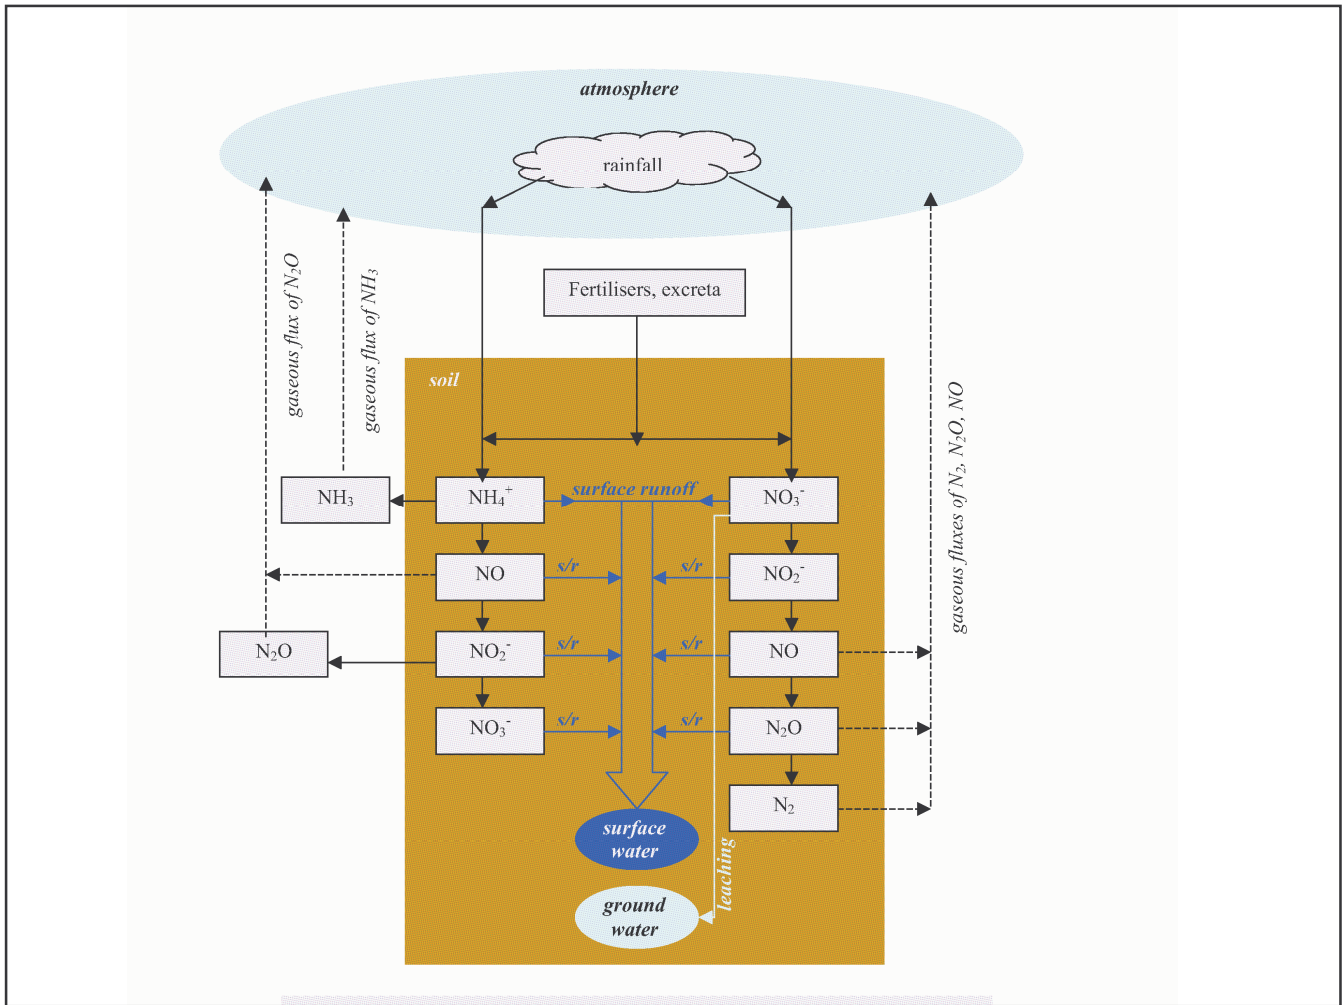 atmosphere
rainfall
gaseous flux of N₂O
gaseous flux of NH₃
Fertilisers, excreta
gaseous fluxes of N₂, N₂O, NO
soil
NH₃
NH₄⁺
surface runoff
NO₃⁻
NO
s/r
s/r
NO₂⁻
N₂O
NO₂⁻
s/r
s/r
NO
NO₃⁻
s/r
s/r
N₂O
N₂
surface
water
leaching
ground
water